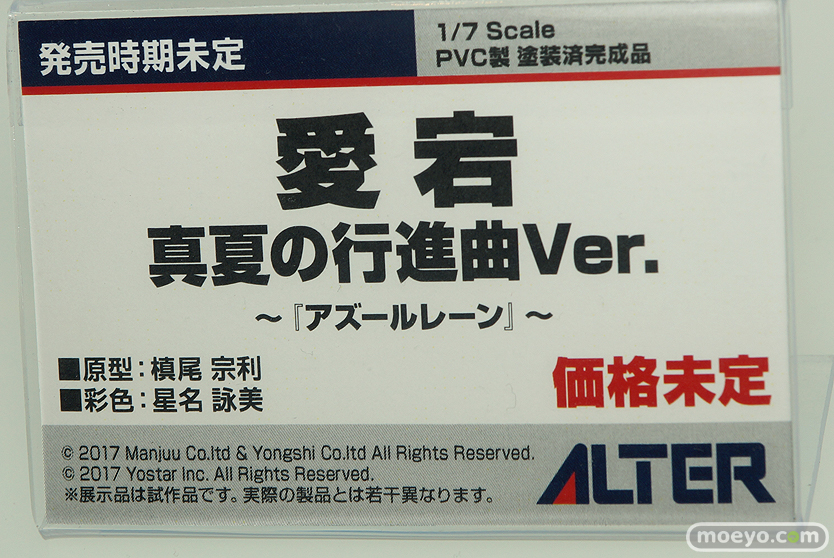 発売時期未定
1/7 Scale
PVC製 塗装済完成品
愛宕
真夏の行進曲Ver.
～『アズールレーン』～
■原型：槙尾 宗利
■彩色：星名 詠美
価格未定
© 2017 Manjuu Co.ltd & Yongshi Co.ltd All Rights Reserved.
© 2017 Yostar Inc. All Rights Reserved.
※展示品は試作品です。実際の製品とは若干異なります。
ALTER
moeyo.com